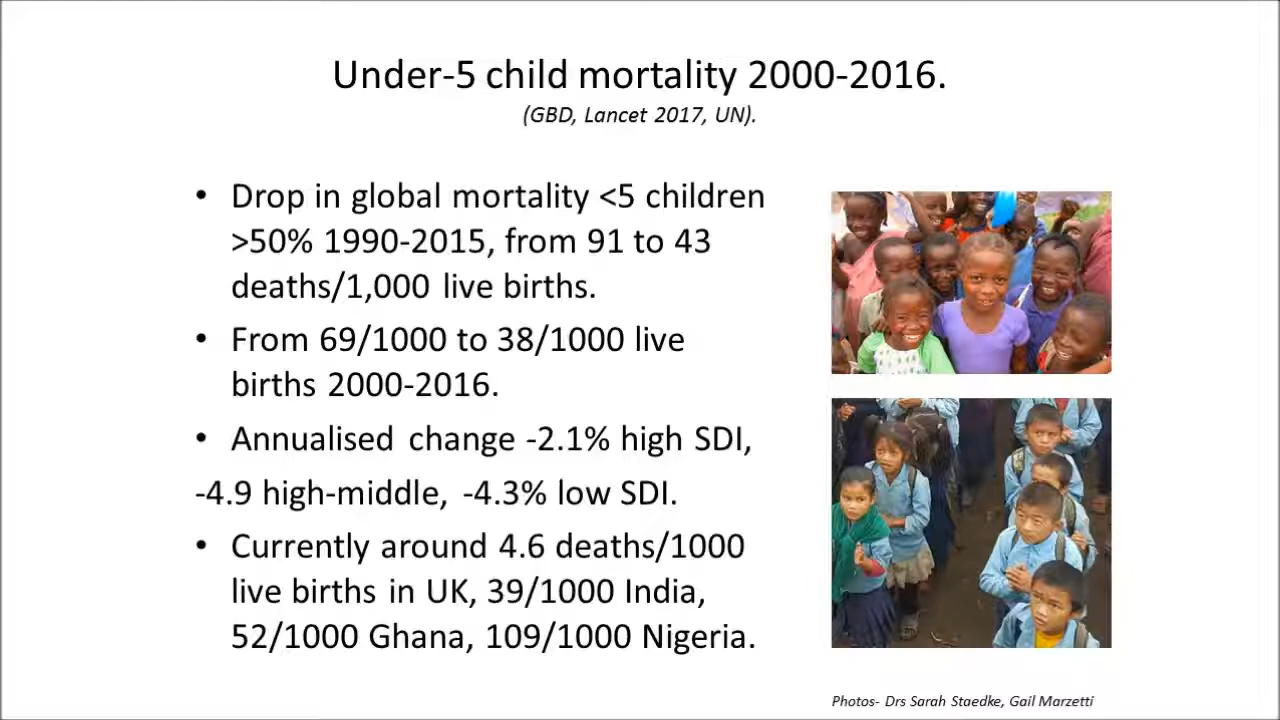 Under-5 child mortality 2000-2016.
(GBD, Lancet 2017, UN).
• Drop in global mortality <5 children
>50% 1990-2015, from 91 to 43
deaths/1,000 live births.
• From 69/1000 to 38/1000 live
births 2000-2016.
• Annualised change -2.1% high SDI,
-4.9 high-middle, -4.3% low SDI.
• Currently around 4.6 deaths/1000
live births in UK, 39/1000 India,
52/1000 Ghana, 109/1000 Nigeria.
Photos- Drs Sarah Staedke, Gail Marzetti